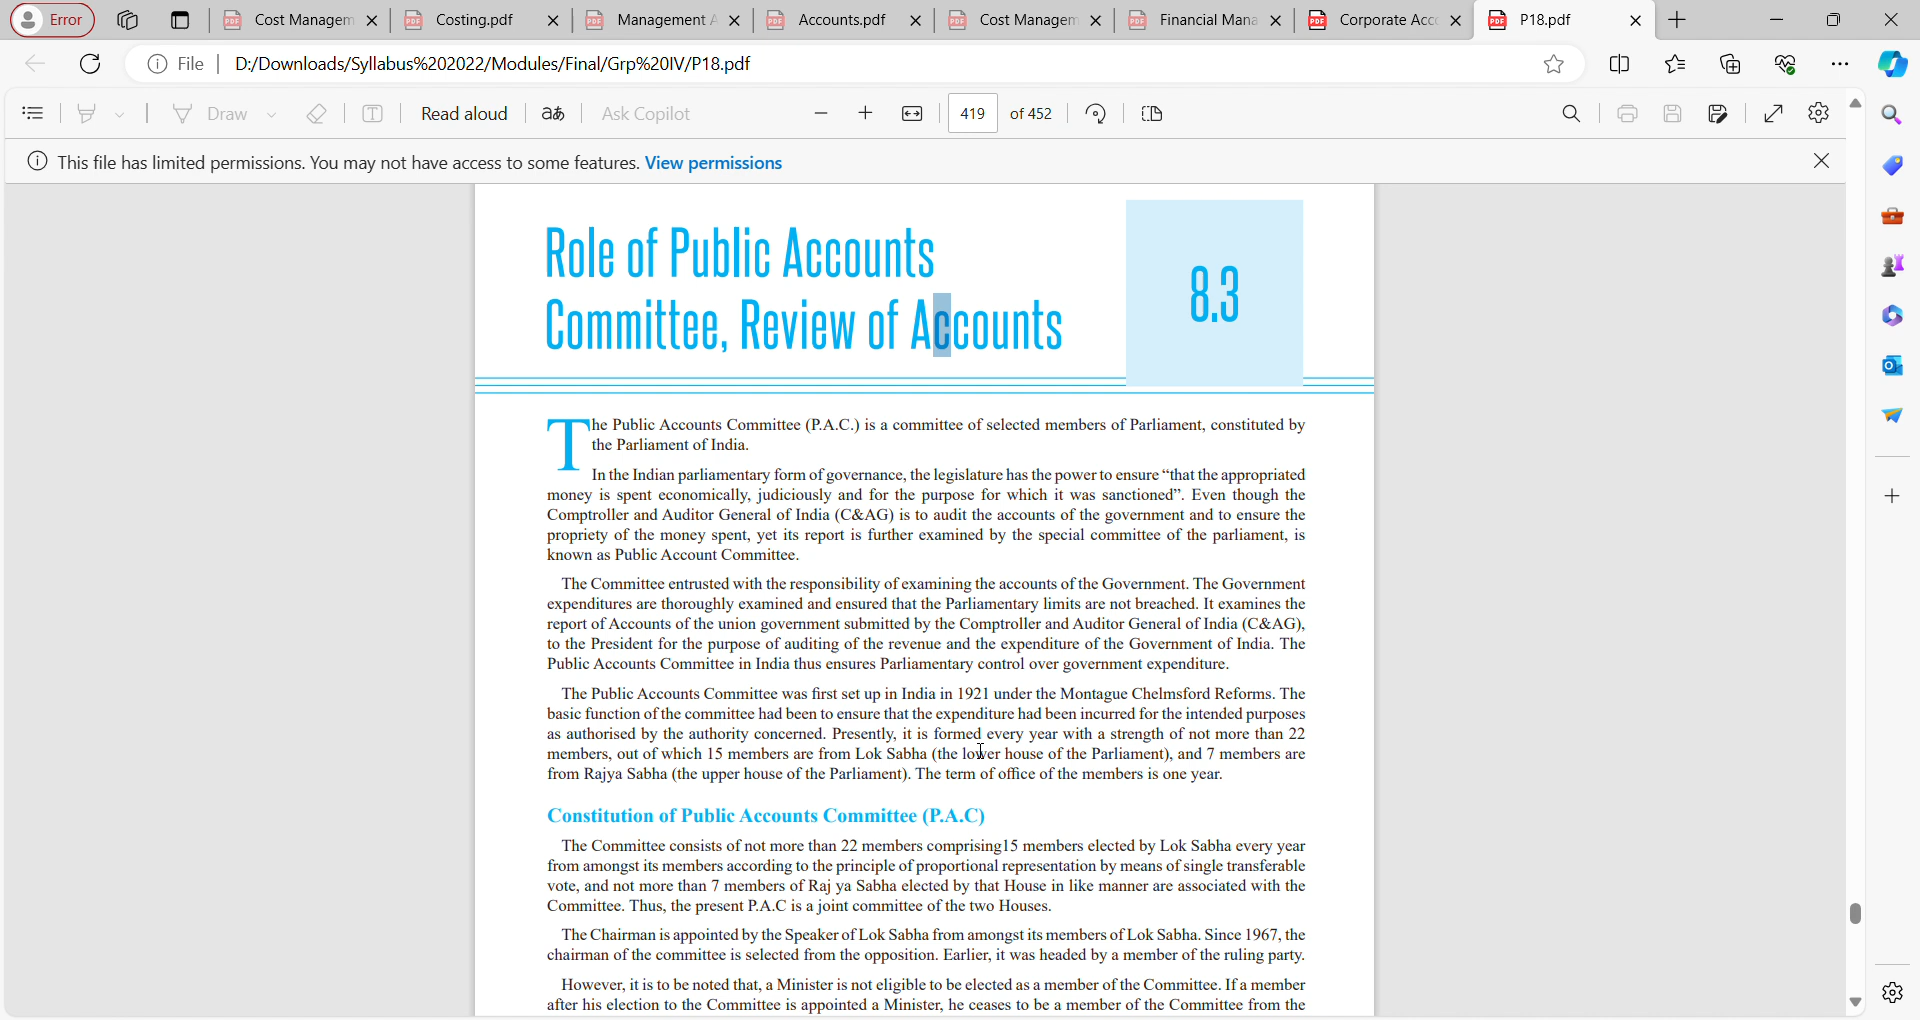 Error
Cost Managem
Costing.pdf
Management A
Accounts.pdf
Cost Managem
Financial Mana
Corporate Acc
P18.pdf
File
D:/Downloads/Syllabus%202022/Modules/Final/Grp%20IV/P18.pdf
Draw
Read aloud
aあ
Ask Copilot
419 of 452
This file has limited permissions. You may not have access to some features. View permissions
Role of Public Accounts
Committee, Review of Accounts
8.3
The Public Accounts Committee (P.A.C.) is a committee of selected members of Parliament, constituted by
the Parliament of India.
In the Indian parliamentary form of governance, the legislature has the power to ensure “that the appropriated
money is spent economically, judiciously and for the purpose for which it was sanctioned”. Even though the
Comptroller and Auditor General of India (C&AG) is to audit the accounts of the government and to ensure the
propriety of the money spent, yet its report is further examined by the special committee of the parliament, is
known as Public Account Committee.
The Committee entrusted with the responsibility of examining the accounts of the Government. The Government
expenditures are thoroughly examined and ensured that the Parliamentary limits are not breached. It examines the
report of Accounts of the union government submitted by the Comptroller and Auditor General of India (C&AG),
to the President for the purpose of auditing of the revenue and the expenditure of the Government of India. The
Public Accounts Committee in India thus ensures Parliamentary control over government expenditure.
The Public Accounts Committee was first set up in India in 1921 under the Montague Chelmsford Reforms. The
basic function of the committee had been to ensure that the expenditure had been incurred for the intended purposes
as authorised by the authority concerned. Presently, it is formed every year with a strength of not more than 22
members, out of which 15 members are from Lok Sabha (the lower house of the Parliament), and 7 members are
from Rajya Sabha (the upper house of the Parliament). The term of office of the members is one year.
Constitution of Public Accounts Committee (P.A.C)
The Committee consists of not more than 22 members comprising15 members elected by Lok Sabha every year
from amongst its members according to the principle of proportional representation by means of single transferable
vote, and not more than 7 members of Raj ya Sabha elected by that House in like manner are associated with the
Committee. Thus, the present P.A.C is a joint committee of the two Houses.
The Chairman is appointed by the Speaker of Lok Sabha from amongst its members of Lok Sabha. Since 1967, the
chairman of the committee is selected from the opposition. Earlier, it was headed by a member of the ruling party.
However, it is to be noted that, a Minister is not eligible to be elected as a member of the Committee. If a member
after his election to the Committee is appointed a Minister, he ceases to be a member of the Committee from the